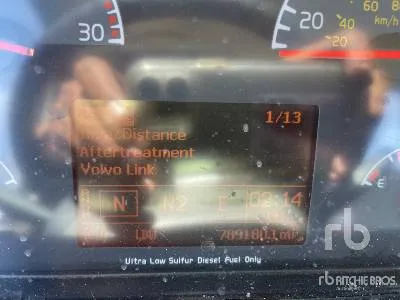 30
20
40
20
60
80
km/h
1/13
Distance
Aftertreatment
Volvo Link
N
N2
02:14
E
Ultra Low Sulfur Diesel Fuel Only
rb
RITCHIE BROS.